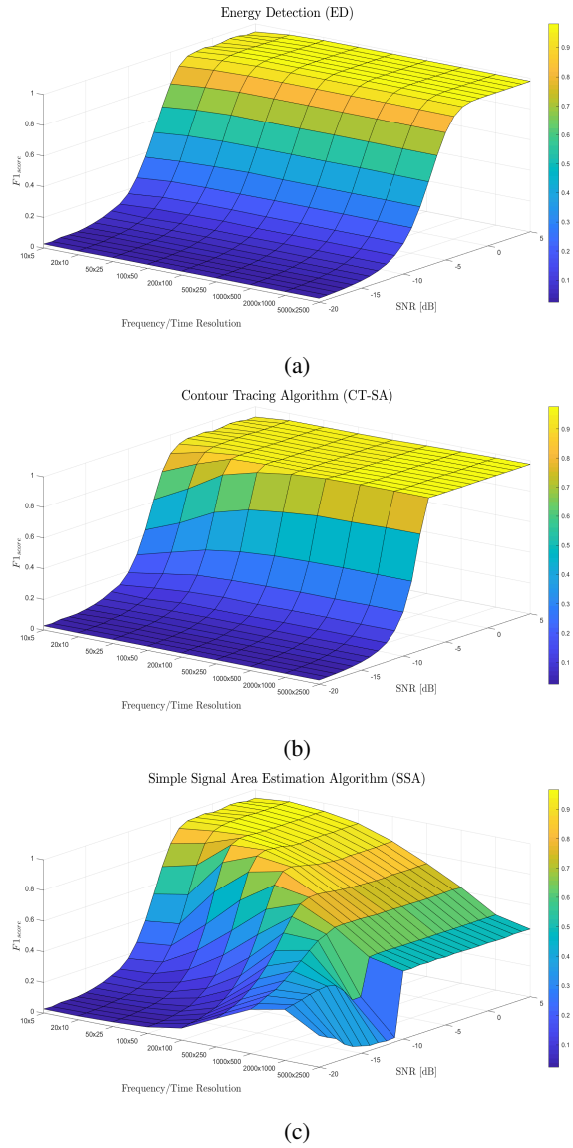 Energy Detection (ED)
1
0.8
0.6
0.4
0.2
0
F1score
10x5
20x10
50x25
100x50
200x100
500x250
1000x500
2000x1000
5000x2500
Frequency/Time Resolution
-20
-15
-10
-5
0
5
SNR [dB]
0.9
0.8
0.7
0.6
0.5
0.4
0.3
0.2
0.1
(a)
Contour Tracing Algorithm (CT-SA)
1
0.8
0.6
0.4
0.2
0
F1score
10x5
20x10
50x25
100x50
200x100
500x250
1000x500
2000x1000
5000x2500
Frequency/Time Resolution
-20
-15
-10
-5
0
5
SNR [dB]
0.9
0.8
0.7
0.6
0.5
0.4
0.3
0.2
0.1
(b)
Simple Signal Area Estimation Algorithm (SSA)
1
0.8
0.6
0.4
0.2
0
F1score
10x5
20x10
50x25
100x50
200x100
500x250
1000x500
2000x1000
5000x2500
Frequency/Time Resolution
-20
-15
-10
-5
0
5
SNR [dB]
0.9
0.8
0.7
0.6
0.5
0.4
0.3
0.2
0.1
(c)